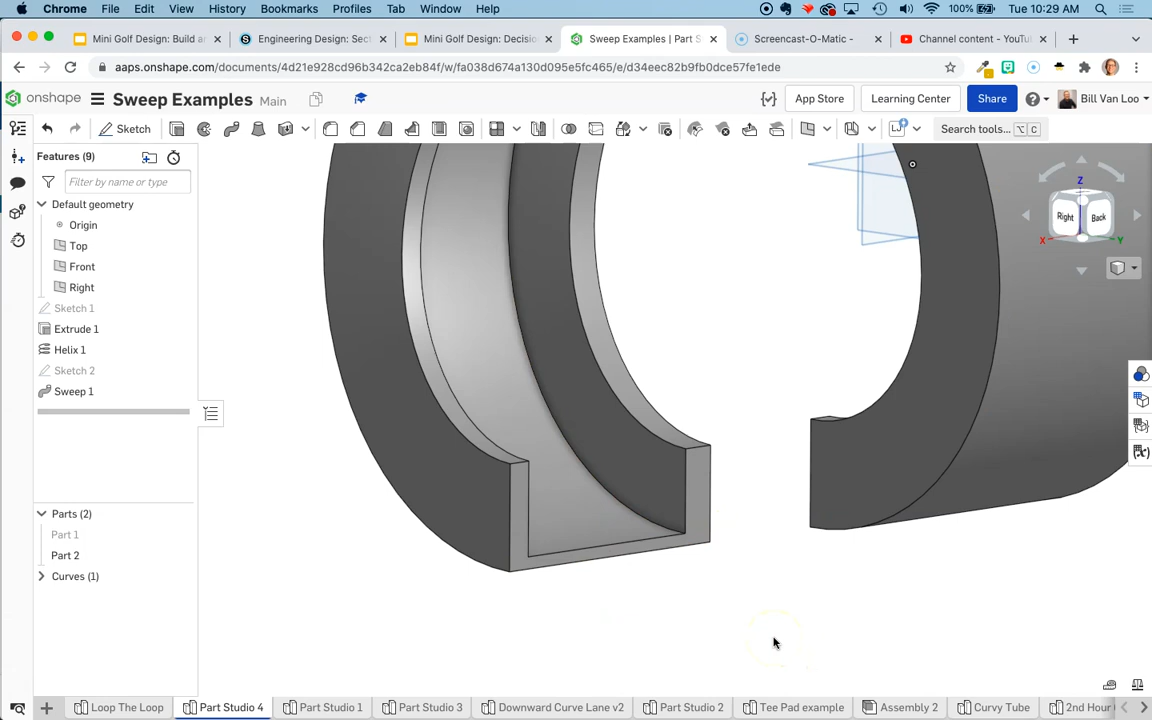 Chrome File Edit View History Bookmarks Profiles Tab Window Help 100% Tue 10:29 AM
Mini Golf Design: Build a × Engineering Design: Sect × Mini Golf Design: Decisio × Sweep Examples | Part S × Screencast-O-Matic - × Channel content - YouTu × +
aaps.onshape.com/documents/4d21e928cd96b342ca2eb84f/w/fa038d674a130d095e5fc465/e/d34eec82b9fb0dce57fe1ede
onshape Sweep Examples Main App Store Learning Center Share Bill Van Loo
Sketch Search tools... ⌥ C
Features (9)
Filter by name or type
Default geometry
Origin
Top
Front
Right
Sketch 1
Extrude 1
Helix 1
Sketch 2
Sweep 1
Parts (2)
Part 1
Part 2
Curves (1)
Z
Right Back
X Y
Loop The Loop Part Studio 4 Part Studio 1 Part Studio 3 Downward Curve Lane v2 Part Studio 2 Tee Pad example Assembly 2 Curvy Tube 2nd Hour